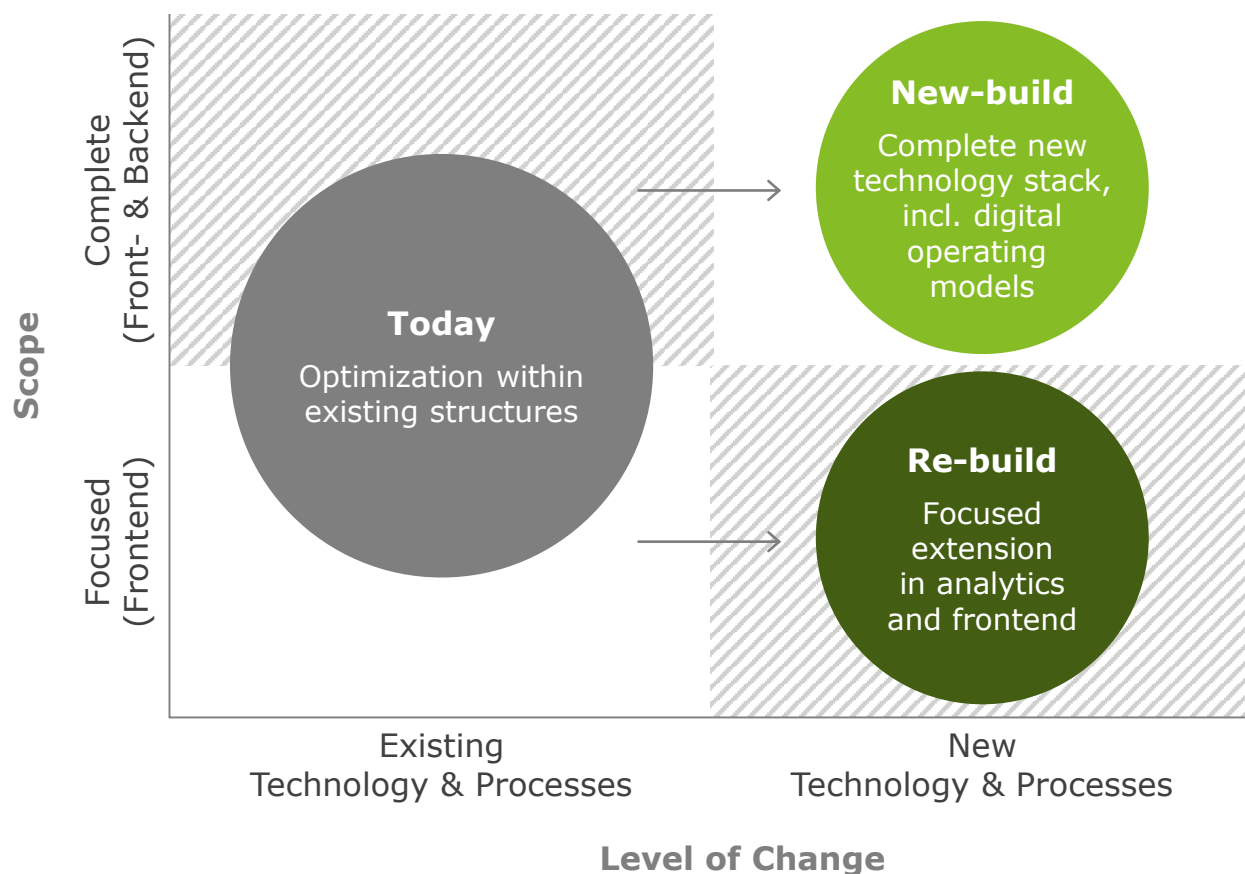 Scope
Complete
(Front- & Backend)
Focused
(Frontend)
Today
Optimization within
existing structures
New-build
Complete new
technology stack,
incl. digital
operating
models
Re-build
Focused
extension
in analytics
and frontend
Existing
Technology & Processes
New
Technology & Processes
Level of Change